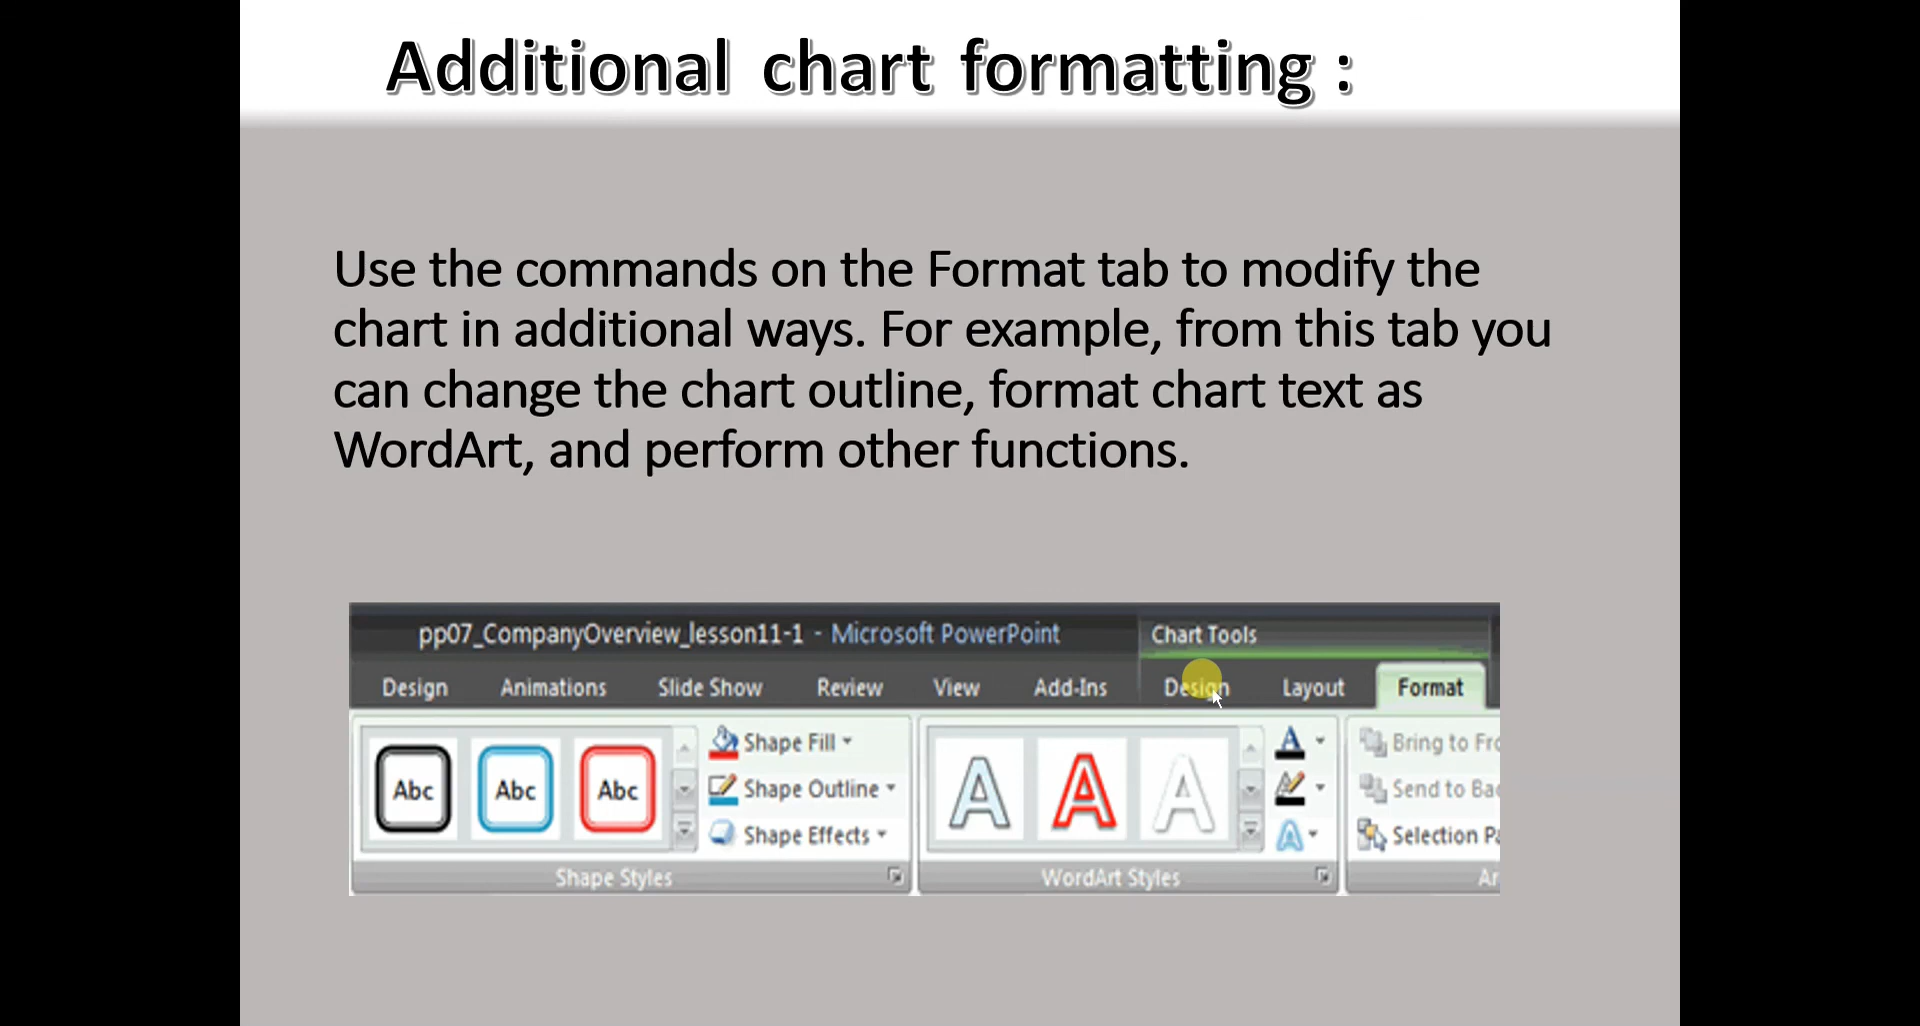 Additional chart formatting :
Use the commands on the Format tab to modify the
chart in additional ways. For example, from this tab you
can change the chart outline, format chart text as
WordArt, and perform other functions.
pp07_CompanyOverview_lesson11-1 - Microsoft PowerPoint Chart Tools
Design Animations Slide Show Review View Add-Ins Design Layout Format
Abc Abc Abc
Shape Fill
Shape Outline
Shape Effects
Shape Styles
A A A
A
A
WordArt Styles
Bring to Fro
Send to Bac
Selection Pa
Ar